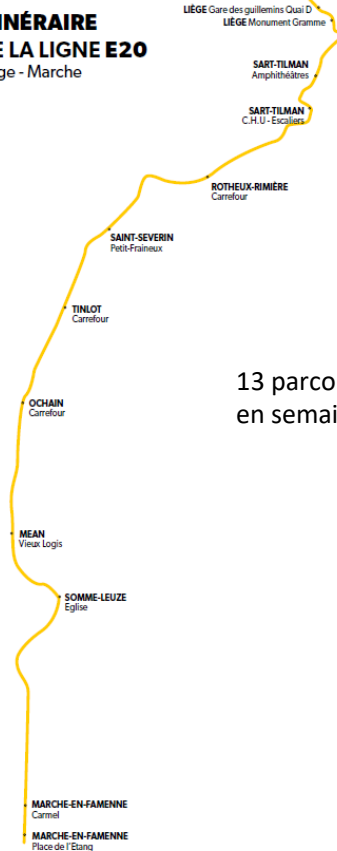 INÉRAIRE
E LA LIGNE E20
ge - Marche
LIÈGE Gare des guillemins Quai D
LIÈGE Monument Gramme
SART-TILMAN
Amphithéâtres
SART-TILMAN
C.H.U - Escaliers
ROTHEUX-RIMIÈRE
Carrefour
SAINT-SEVERIN
Petit-Fraineux
TINLOT
Carrefour
13 parco
en semai
OCHAIN
Carrefour
MEAN
Vieux Logis
SOMME-LEUZE
Eglise
MARCHE-EN-FAMENNE
Carmel
MARCHE-EN-FAMENNE
Place de l'Étang